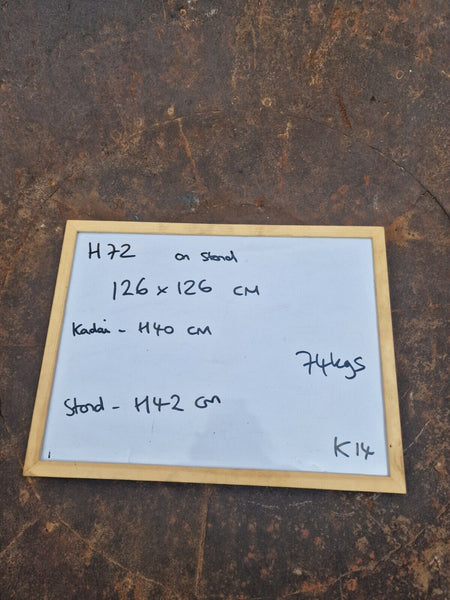 H72 on stand
126 x 126 CM
Kadai - H40 CM
74kgs
Stand - H42 cm
K14